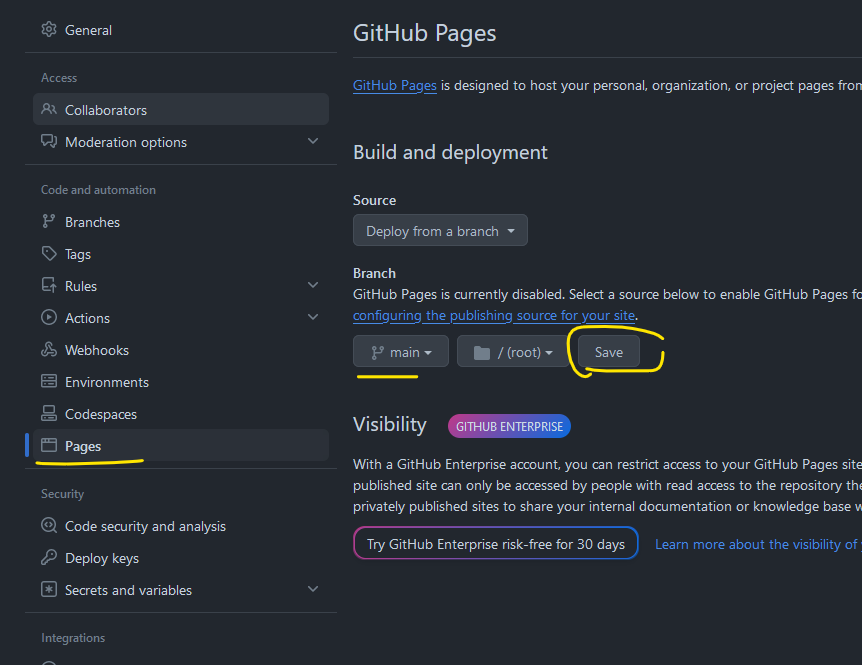 General
Access
Collaborators
Moderation options
Code and automation
Branches
Tags
Rules
Actions
Webhooks
Environments
Codespaces
Pages
Security
Code security and analysis
Deploy keys
Secrets and variables
Integrations
GitHub Pages
GitHub Pages is designed to host your personal, organization, or project pages from
Build and deployment
Source
Deploy from a branch
Branch
GitHub Pages is currently disabled. Select a source below to enable GitHub Pages
configuring the publishing source for your site.
main / (root) Save
Visibility GITHUB ENTERPRISE
With a GitHub Enterprise account, you can restrict access to your GitHub Pages site
published site can only be accessed by people with read access to the repository
privately published sites to share your internal documentation or knowledge base
Try GitHub Enterprise risk-free for 30 days Learn more about the visibility of